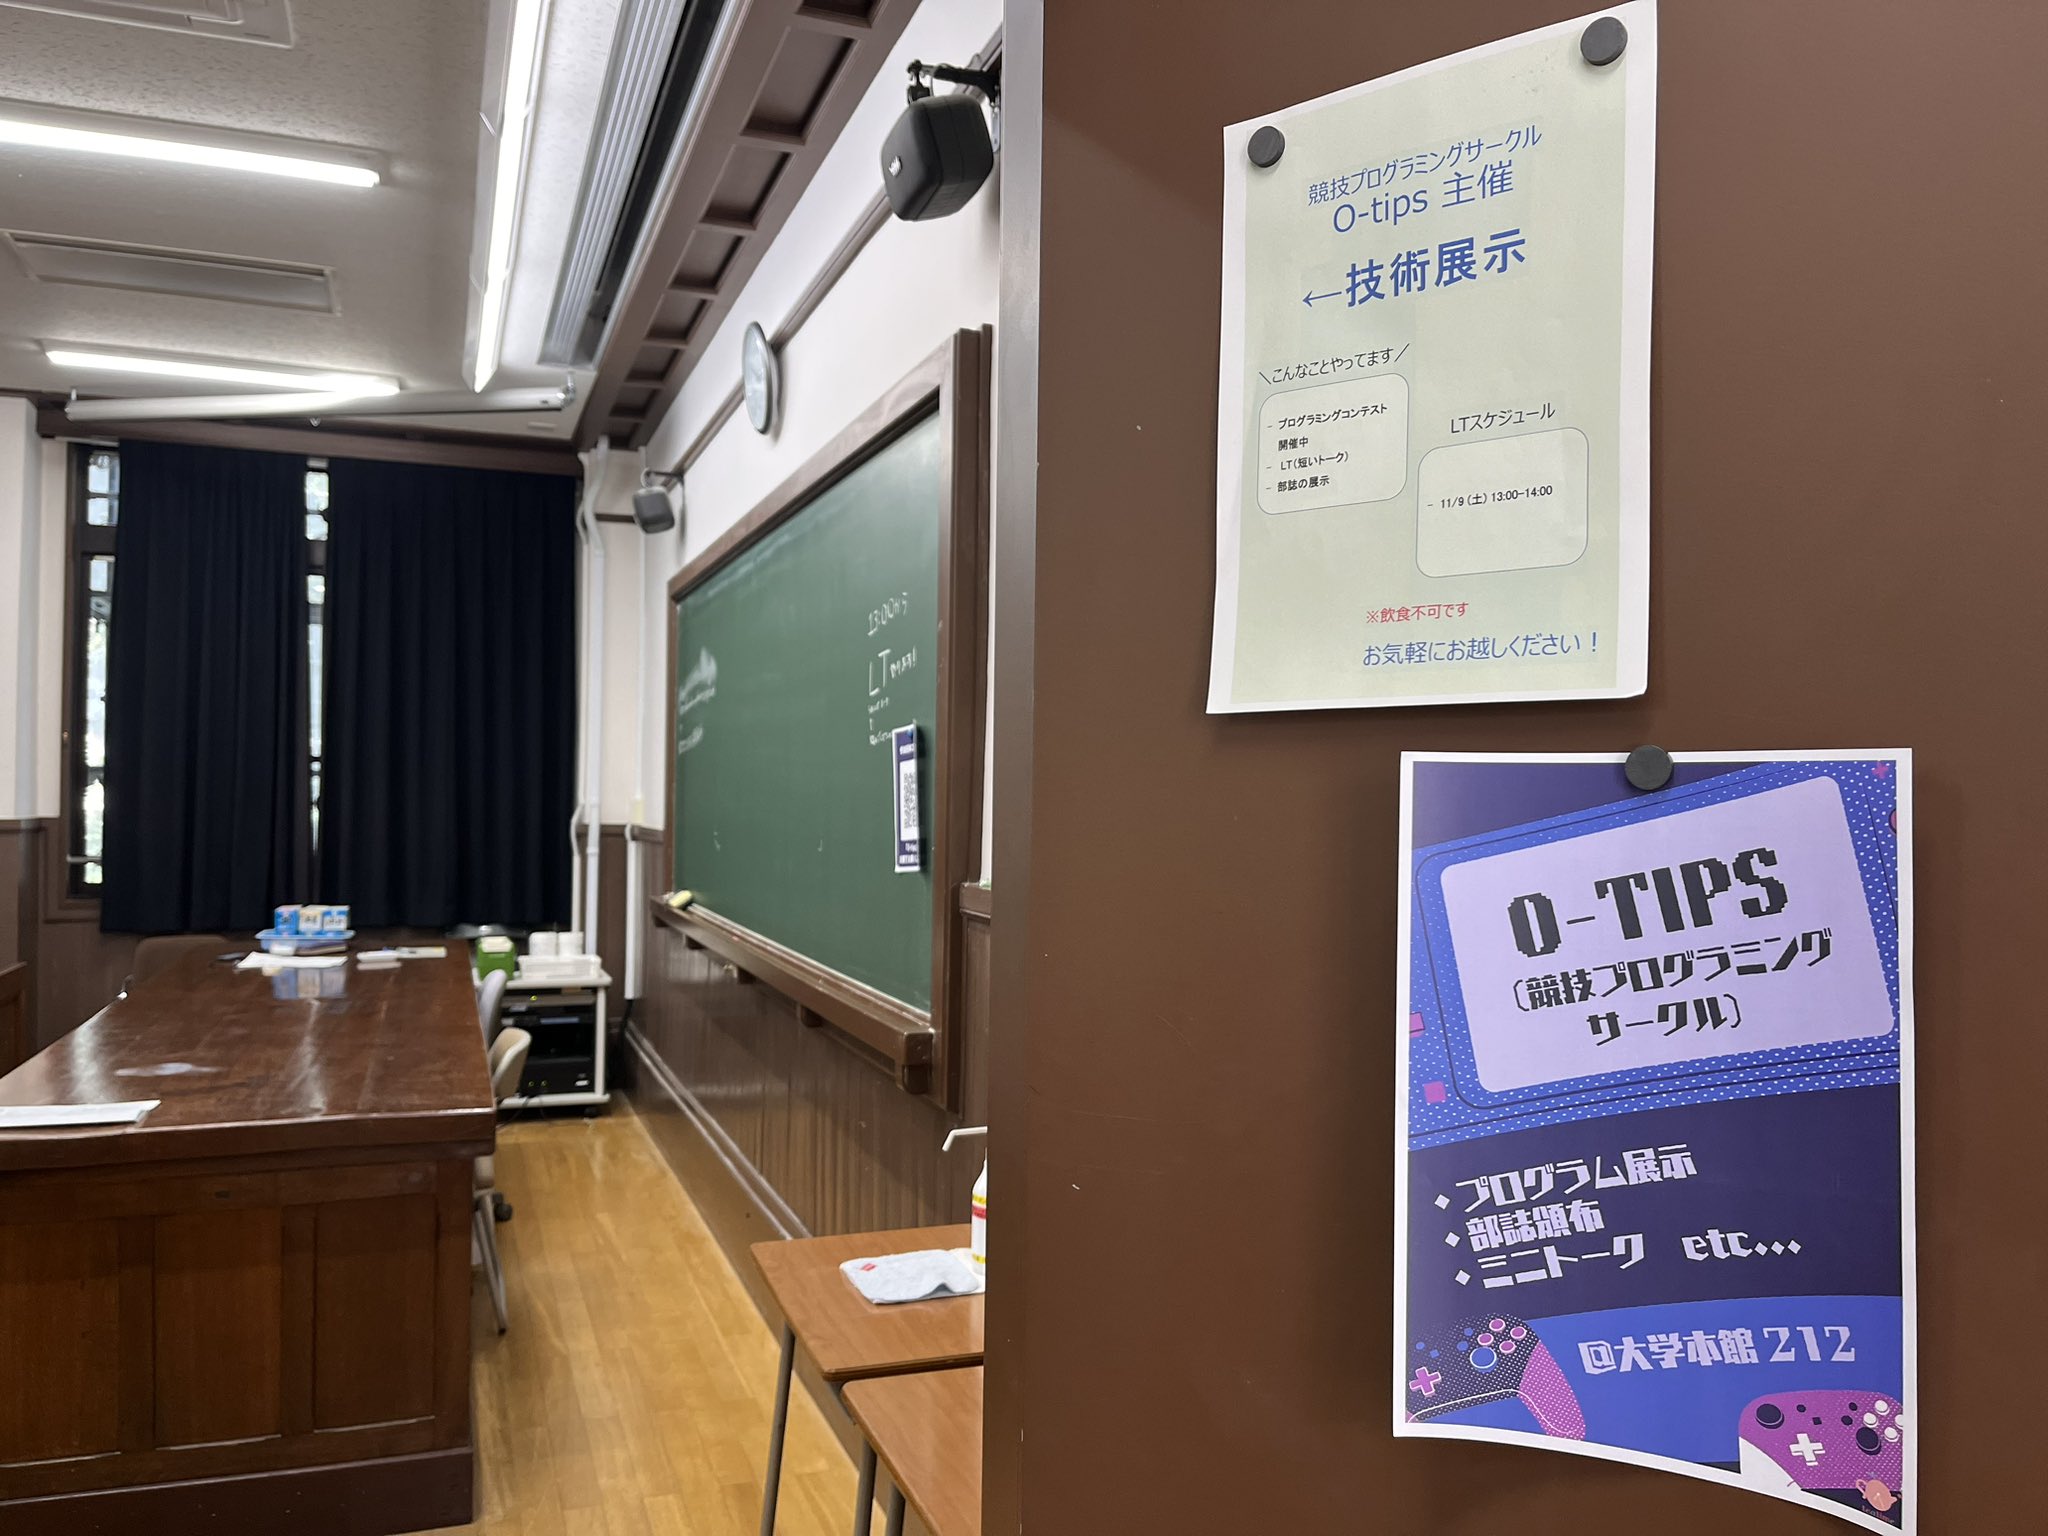 競技プログラミングサークル
O-tips 主催
←技術展示
＼こんなことやってます／
- プログラミングコンテスト
開催中
- LT(短いトーク)
- 部誌の展示
LTスケジュール
- 11/9 (土) 13:00-14:00
※飲食不可です
お気軽にお越しください！
O-TIPS
(競技プログラミング
サークル)
・プログラム展示
・部誌頒布
・ミニトーク etc...
@大学本館 212
13:00から
LTやります!